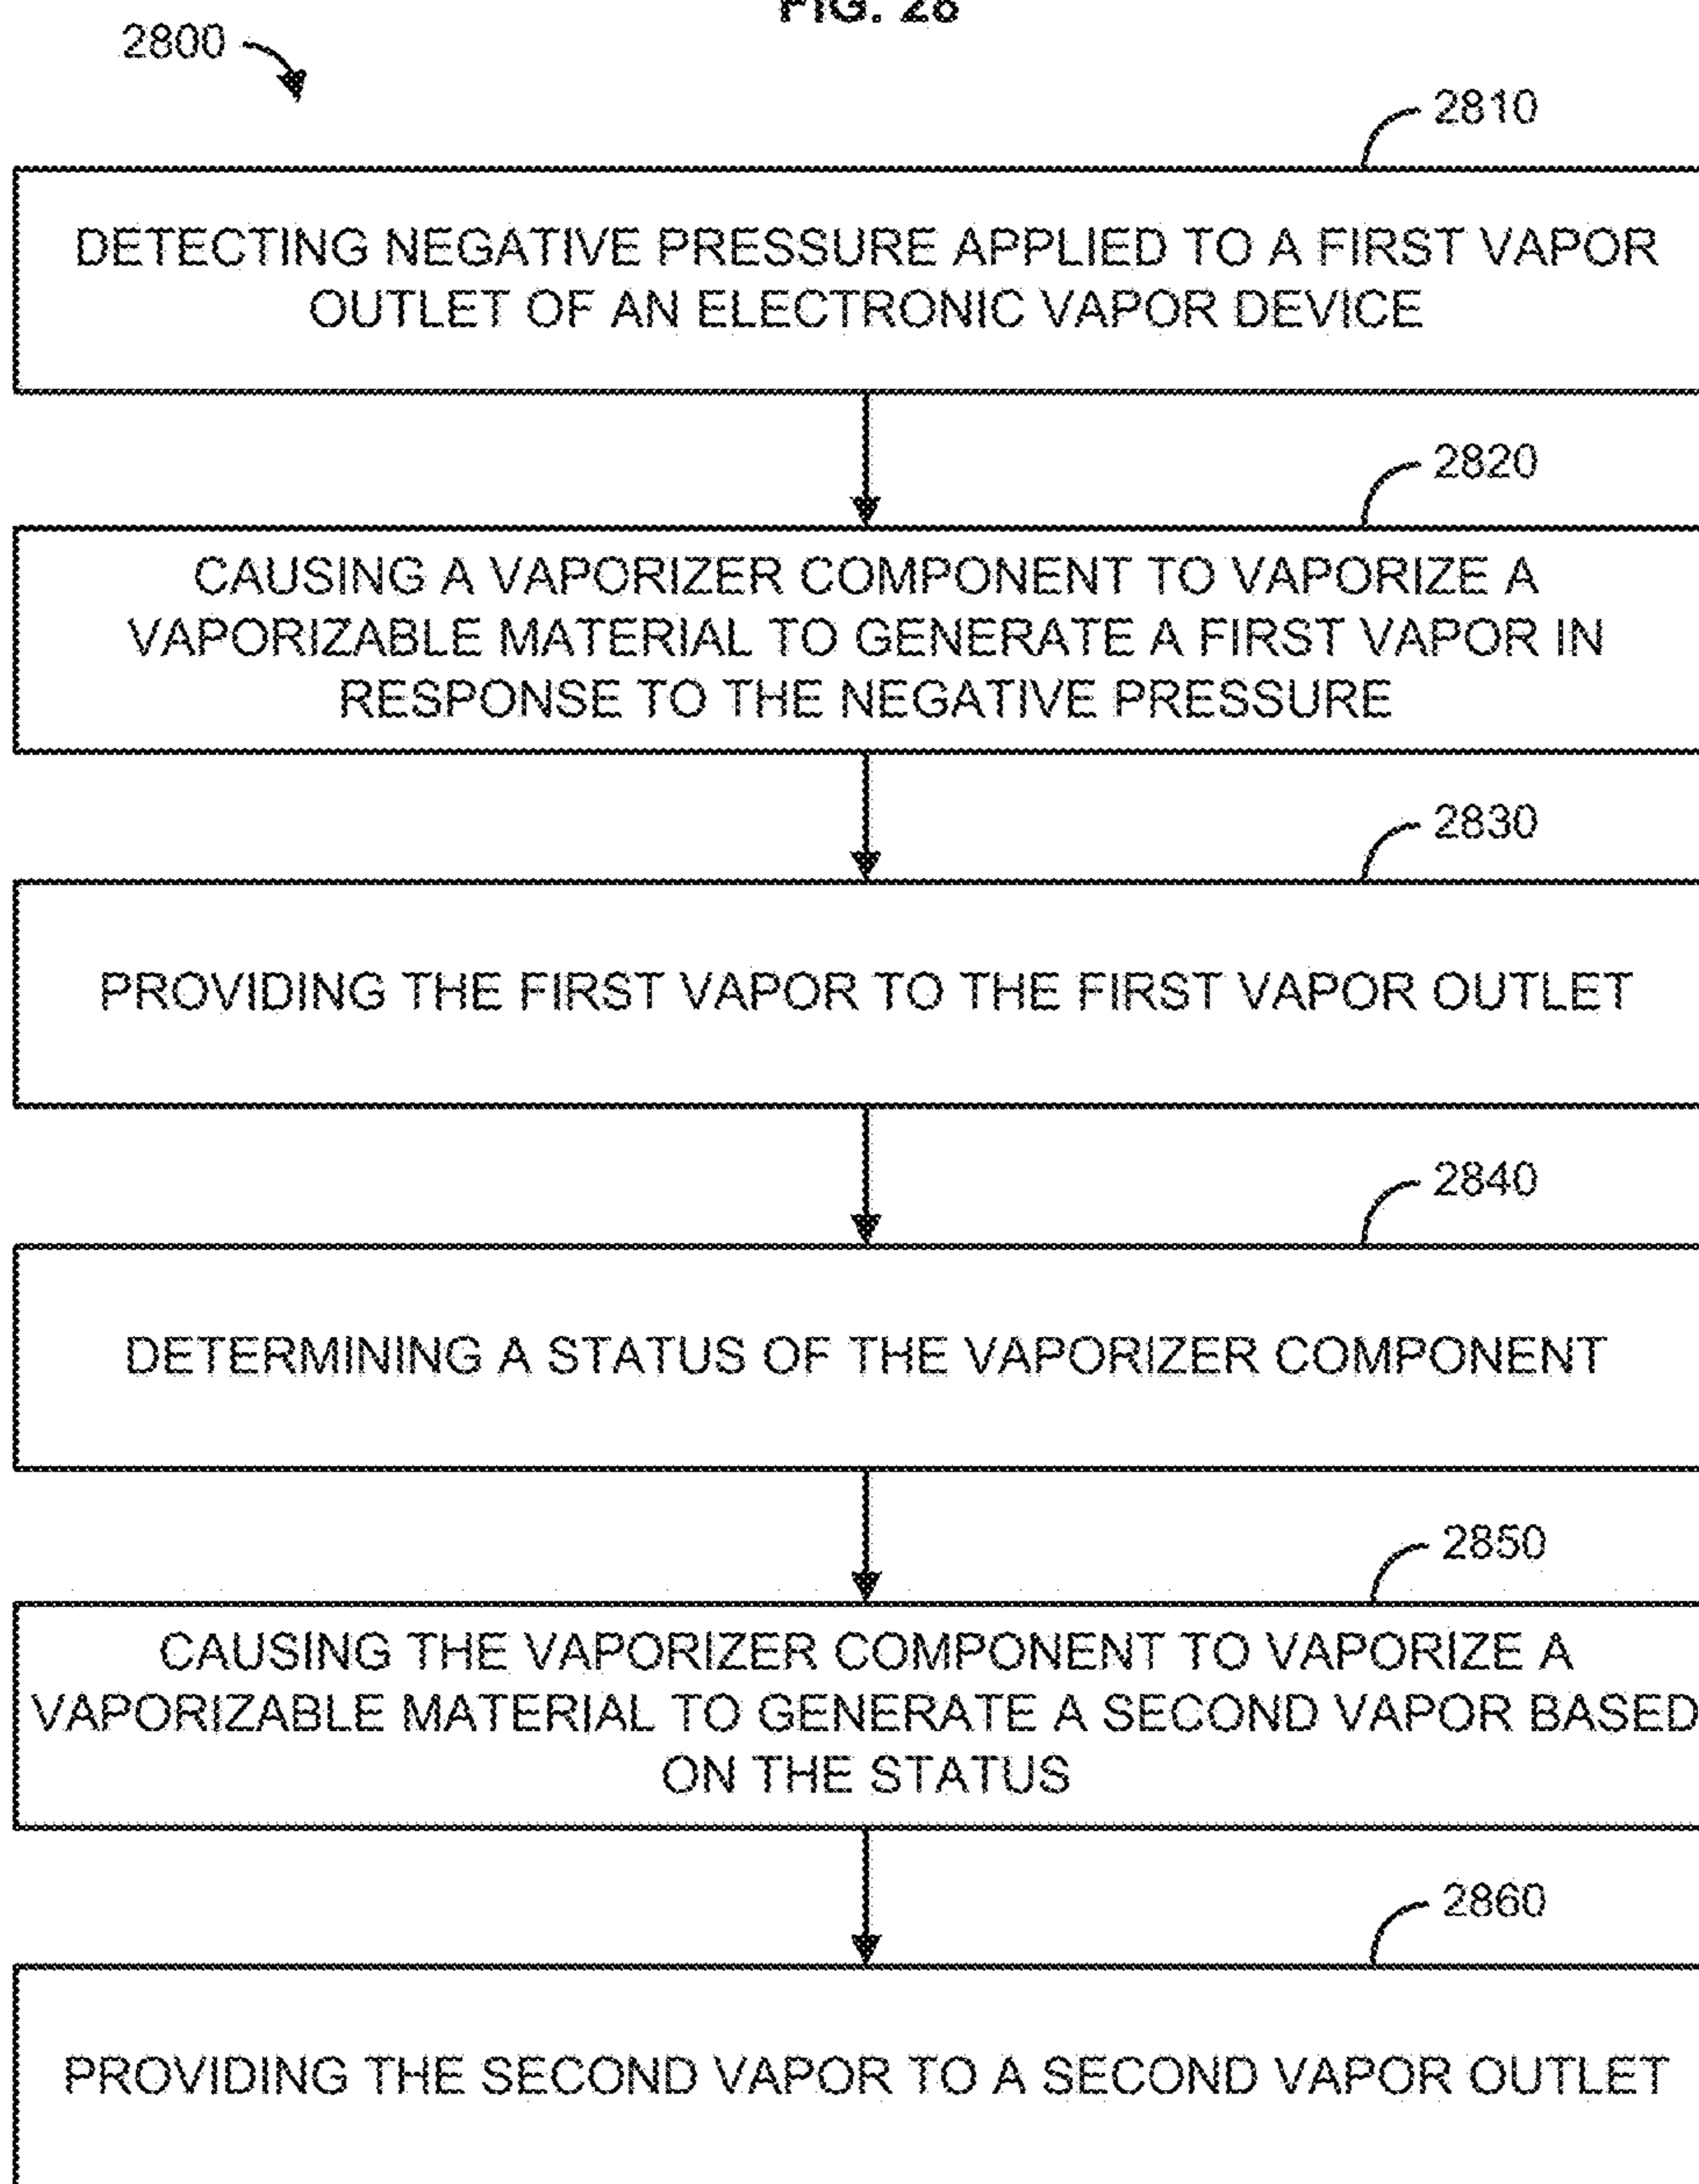 FIG. 28
2800
2810
DETECTING NEGATIVE PRESSURE APPLIED TO A FIRST VAPOR
OUTLET OF AN ELECTRONIC VAPOR DEVICE
2820
CAUSING A VAPORIZER COMPONENT TO VAPORIZE A
VAPORIZABLE MATERIAL TO GENERATE A FIRST VAPOR IN
RESPONSE TO THE NEGATIVE PRESSURE
2830
PROVIDING THE FIRST VAPOR TO THE FIRST VAPOR OUTLET
2840
DETERMINING A STATUS OF THE VAPORIZER COMPONENT
2850
CAUSING THE VAPORIZER COMPONENT TO VAPORIZE A
VAPORIZABLE MATERIAL TO GENERATE A SECOND VAPOR BASED
ON THE STATUS
2860
PROVIDING THE SECOND VAPOR TO A SECOND VAPOR OUTLET